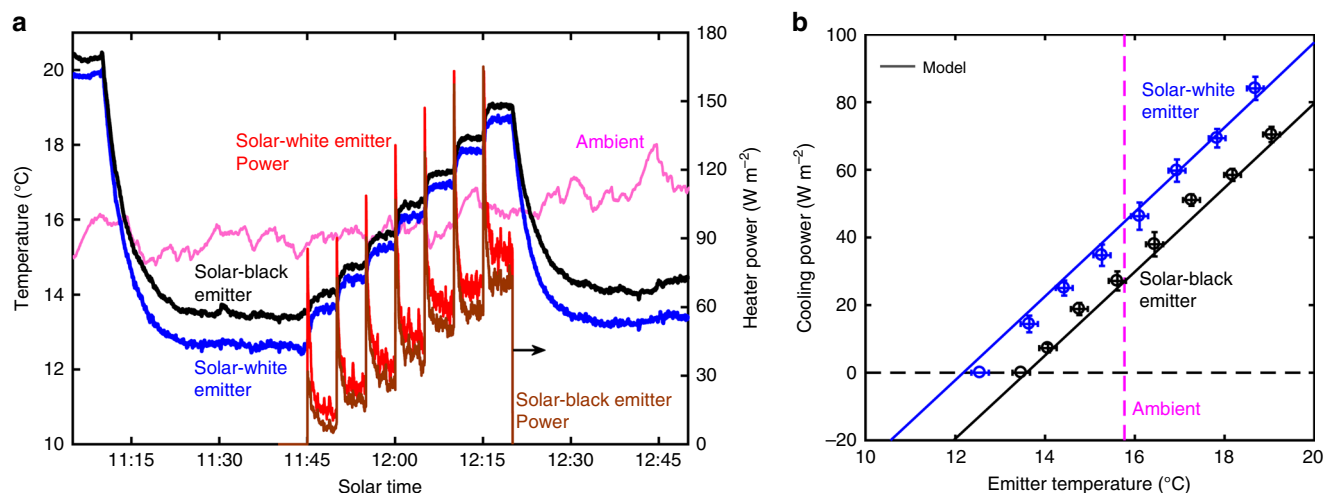 a
Temperature (°C)
20
18
16
14
12
10
11:15
11:30
11:45
12:00
12:15
12:30
12:45
Solar time
180
150
120
90
60
30
0
Heater power (W m⁻²)
Solar-white emitter
Power
Ambient
Solar-black
emitter
Solar-white
emitter
Solar-black emitter
Power
b
Cooling power (W m⁻²)
100
80
60
40
20
0
–20
10
12
14
16
18
20
Emitter temperature (°C)
Model
Solar-white
emitter
Solar-black
emitter
Ambient